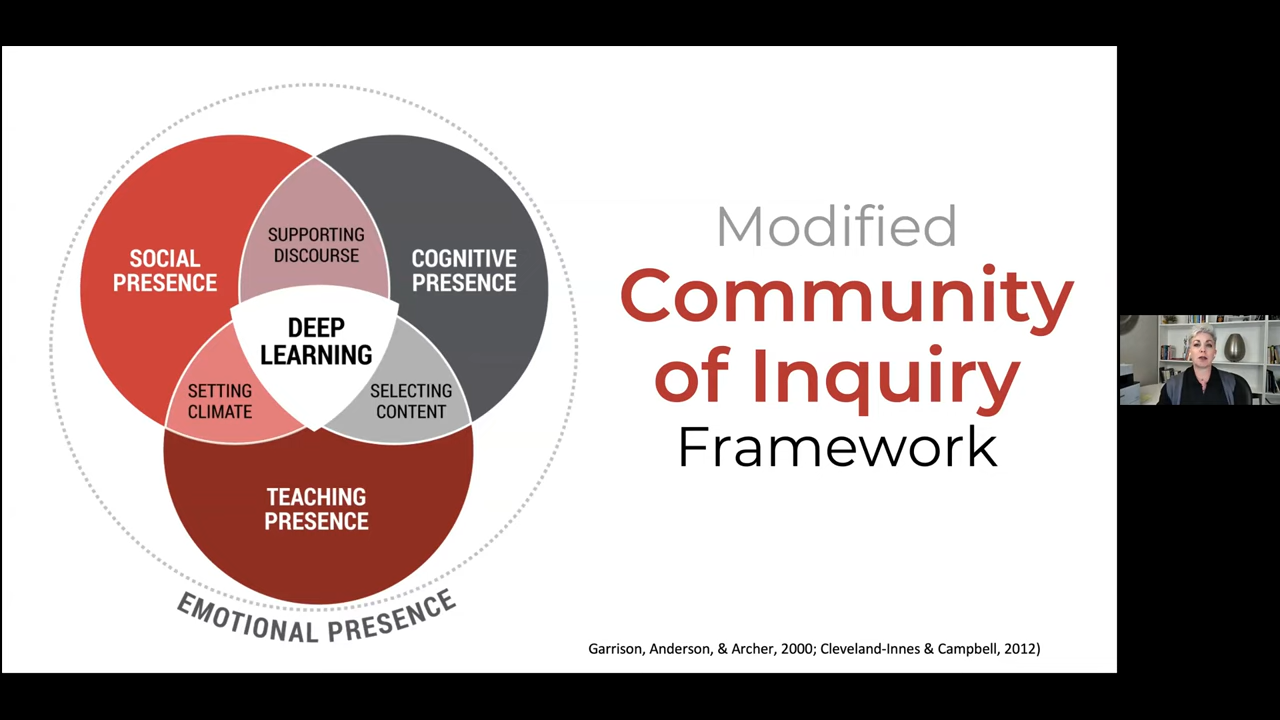 SUPPORTING
DISCOURSE
SOCIAL
PRESENCE
COGNITIVE
PRESENCE
DEEP
LEARNING
SETTING
CLIMATE
SELECTING
CONTENT
TEACHING
PRESENCE
EMOTIONAL PRESENCE
Modified
Community
of Inquiry
Framework
Garrison, Anderson, & Archer, 2000; Cleveland-Innes & Campbell, 2012)